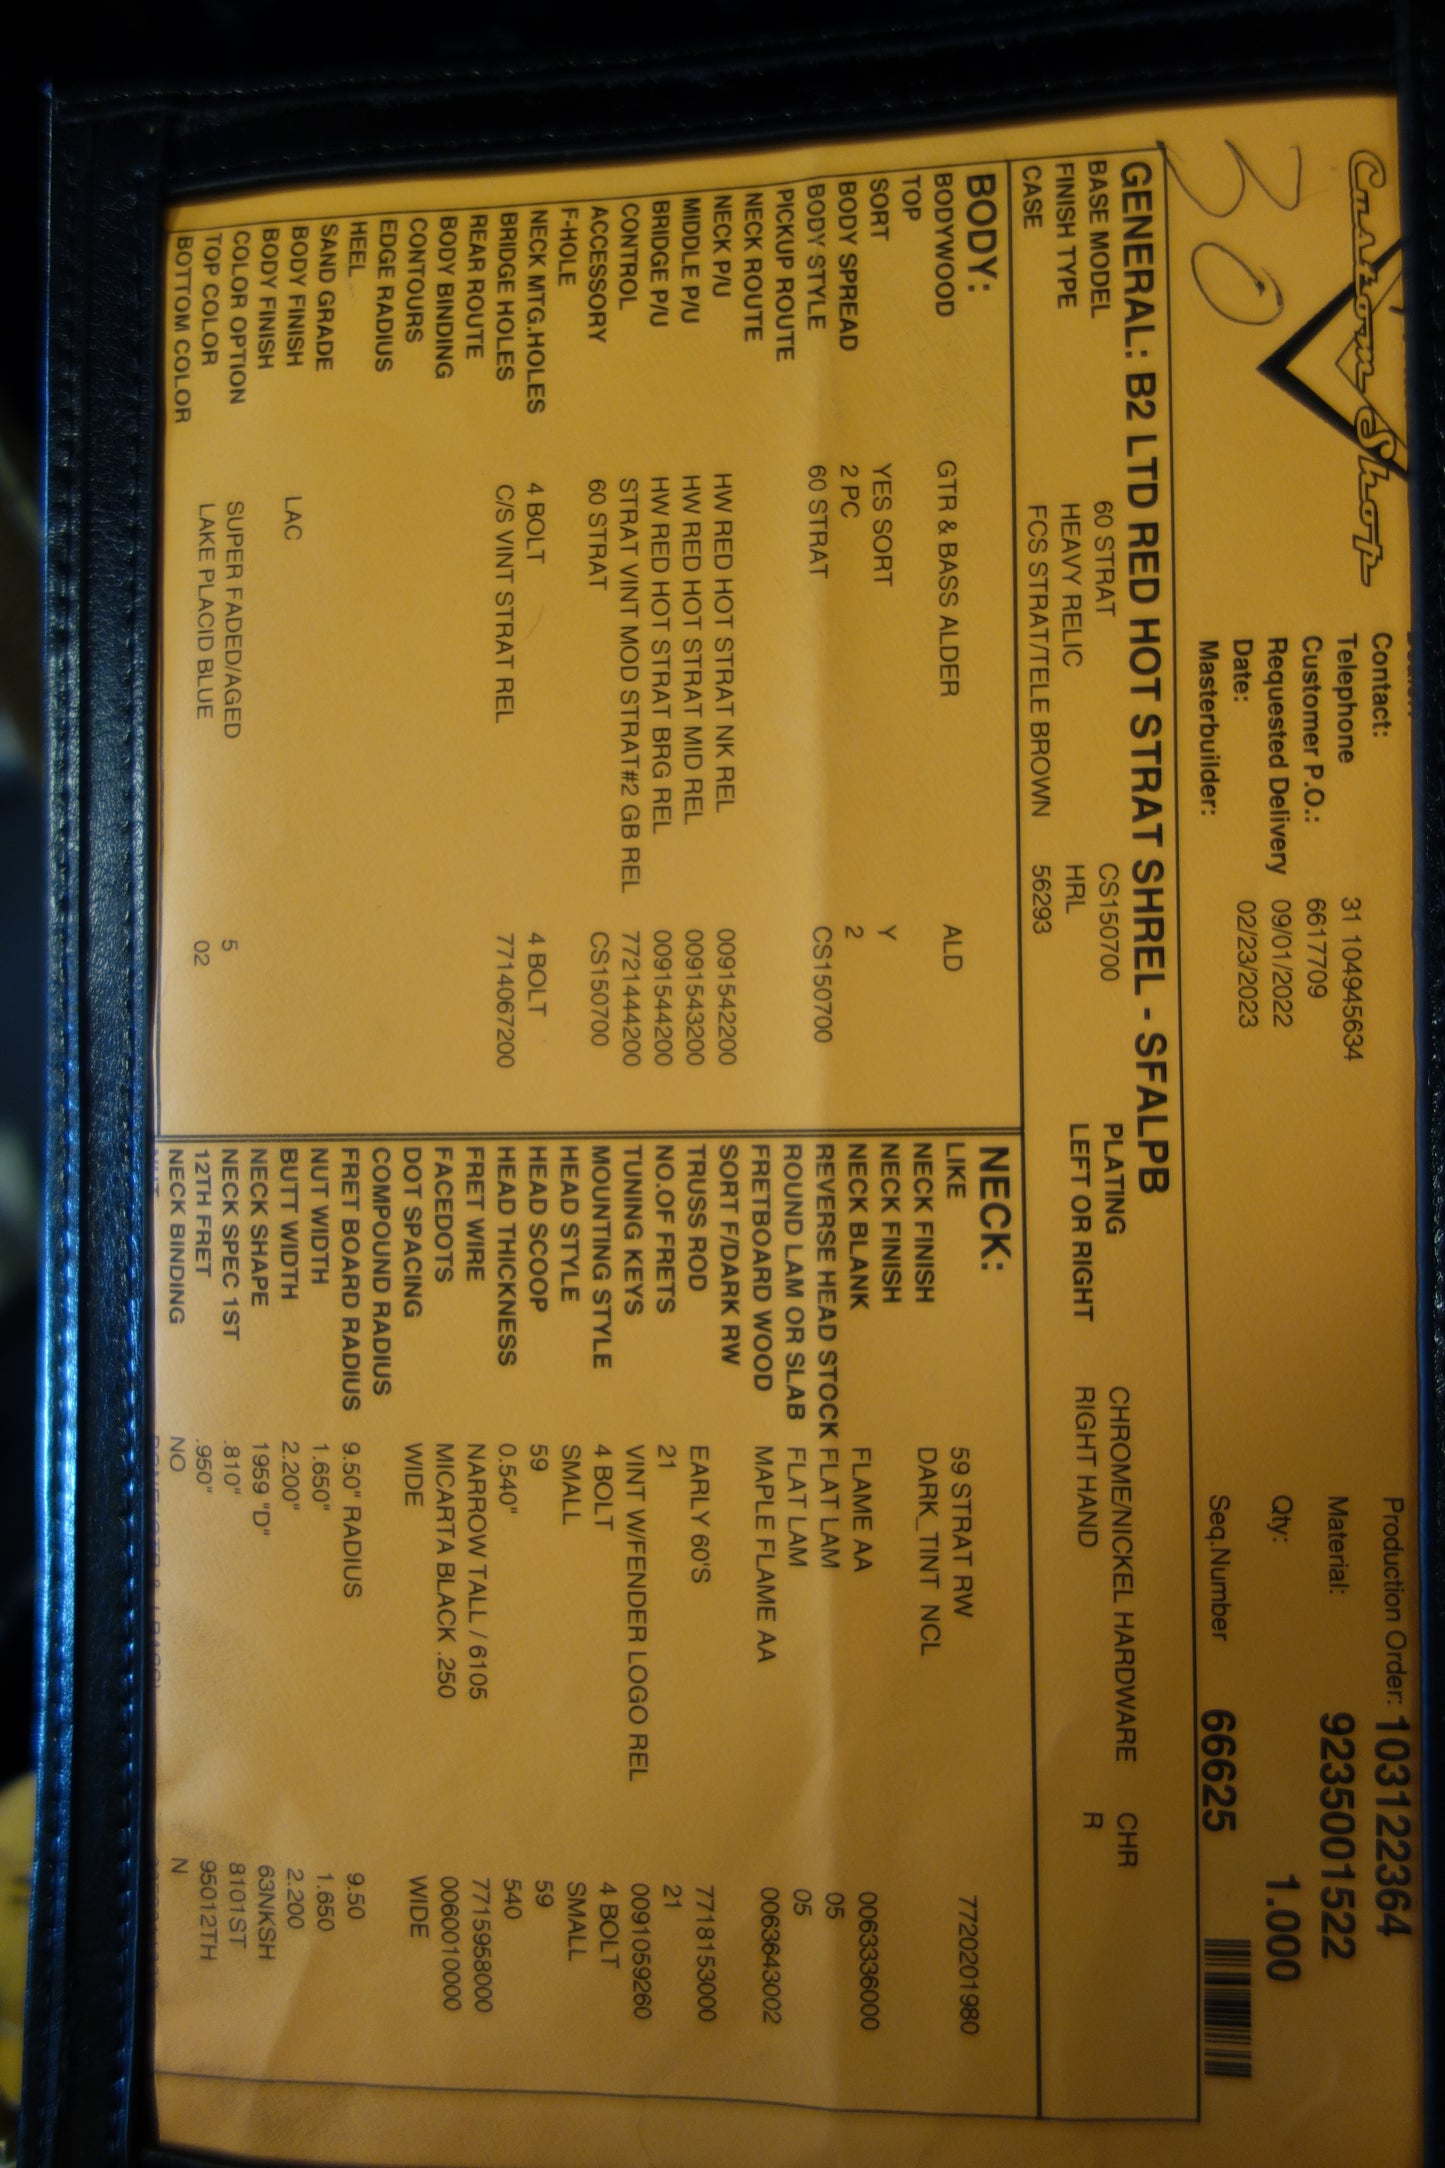 Custom Shop
30
Contact:
Telephone 31 104945634
Customer P.O.: 6617709
Requested Delivery 09/01/2022
Date: 02/23/2023
Masterbuilder:
Production Order: 103122364
Material: 9235001522
Qty: 1.000
Seq.Number 66625
GENERAL: B2 LTD RED HOT STRAT SHREL - SFALPB
BASE MODEL 60 STRAT CS150700 PLATING CHROME/NICKEL HARDWARE CHR
FINISH TYPE HEAVY RELIC HRL LEFT OR RIGHT RIGHT HAND R
CASE FCS STRAT/TELE BROWN 56293
BODY:
BODYWOOD GTR & BASS ALDER ALD
TOP
SORT YES SORT Y
BODY SPREAD 2 PC 2
BODY STYLE 60 STRAT CS150700
PICKUP ROUTE
NECK ROUTE
NECK P/U HW RED HOT STRAT NK REL 0091542200
MIDDLE P/U HW RED HOT STRAT MID REL 0091543200
BRIDGE P/U HW RED HOT STRAT BRG REL 0091544200
CONTROL STRAT VINT MOD STRAT#2 GB REL 7721444200
ACCESSORY 60 STRAT CS150700
F-HOLE
NECK MTG.HOLES 4 BOLT 4 BOLT
BRIDGE HOLES C/S VINT STRAT REL 7714067200
REAR ROUTE
BODY BINDING
CONTOURS
EDGE RADIUS
HEEL
SAND GRADE
BODY FINISH LAC
BODY FINISH
COLOR OPTION SUPER FADED/AGED 5
TOP COLOR LAKE PLACID BLUE 02
BOTTOM COLOR
NECK:
LIKE 59 STRAT RW 7720201980
NECK FINISH DARK_TINT NCL
NECK FINISH
NECK BLANK FLAME AA 0063336000
REVERSE HEAD STOCK FLAT LAM 05
ROUND LAM OR SLAB FLAT LAM 05
FRETBOARD WOOD MAPLE FLAME AA 0063643002
SORT F/DARK RW
TRUSS ROD EARLY 60'S 7718153000
NO.OF FRETS 21 21
TUNING KEYS VINT W/FENDER LOGO REL 0091059260
MOUNTING STYLE 4 BOLT 4 BOLT
HEAD STYLE SMALL SMALL
HEAD SCOOP 59 59
HEAD THICKNESS 0.540" 540
FRET WIRE NARROW TALL / 6105 7715958000
FACEDOTS MICARTA BLACK .250 0060010000
DOT SPACING WIDE WIDE
COMPOUND RADIUS
FRET BOARD RADIUS 9.50" RADIUS 9.50
NUT WIDTH 1.650" 1.650
BUTT WIDTH 2.200" 2.200
NECK SHAPE 1959 "D" 63NKSH
NECK SPEC 1ST .810" 8101ST
12TH FRET .950" 95012TH
NECK BINDING NO N